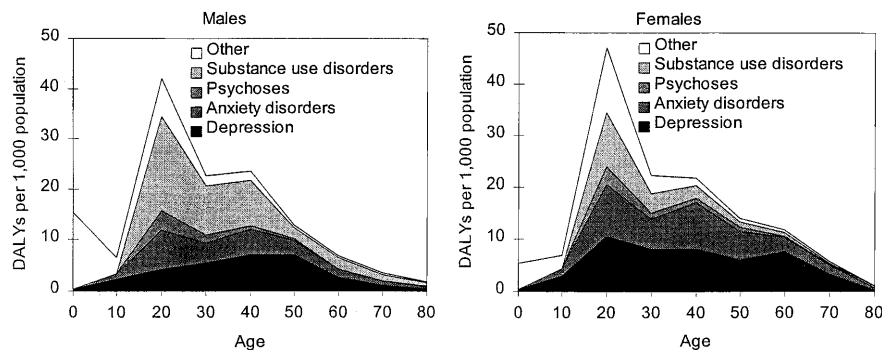 Males
50
40
30
20
10
0
DALYs per 1,000 population
Other
Substance use disorders
Psychoses
Anxiety disorders
Depression
0 10 20 30 40 50 60 70 80
Age
Females
50
40
30
20
10
0
DALYs per 1,000 population
Other
Substance use disorders
Psychoses
Anxiety disorders
Depression
0 10 20 30 40 50 60 70 80
Age